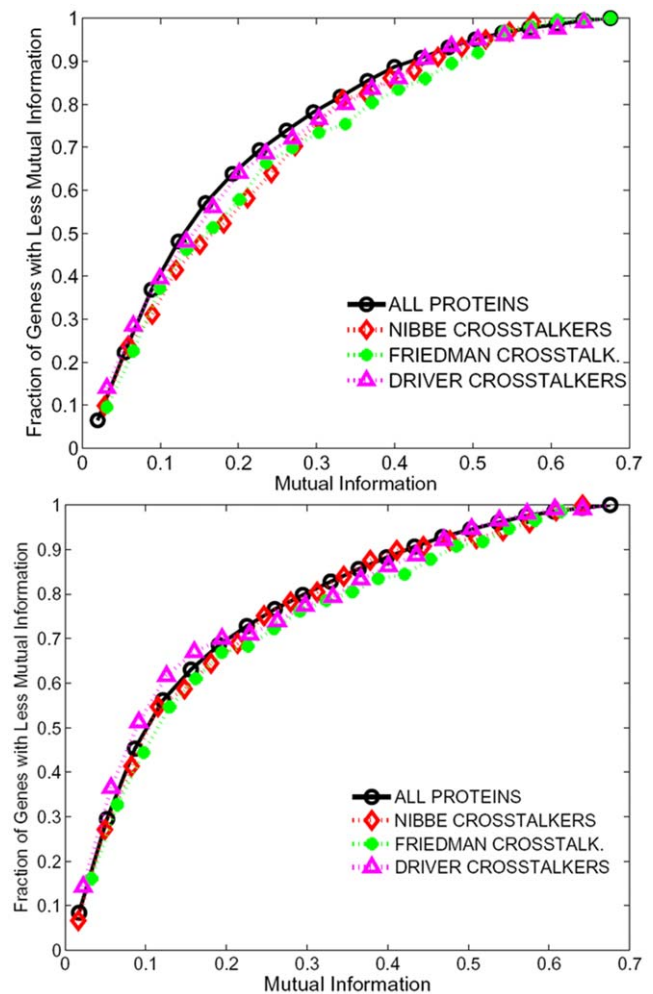 1
0.9
0.8
0.7
0.6
0.5
0.4
0.3
0.2
0.1
0
Fraction of Genes with Less Mutual Information
ALL PROTEINS
NIBBE CROSSTALKERS
FRIEDMAN CROSSTALK.
DRIVER CROSSTALKERS
0 0.1 0.2 0.3 0.4 0.5 0.6 0.7
Mutual Information
1
0.9
0.8
0.7
0.6
0.5
0.4
0.3
0.2
0.1
0
Fraction of Genes with Less Mutual Information
ALL PROTEINS
NIBBE CROSSTALKERS
FRIEDMAN CROSSTALK.
DRIVER CROSSTALKERS
0 0.1 0.2 0.3 0.4 0.5 0.6 0.7
Mutual Information